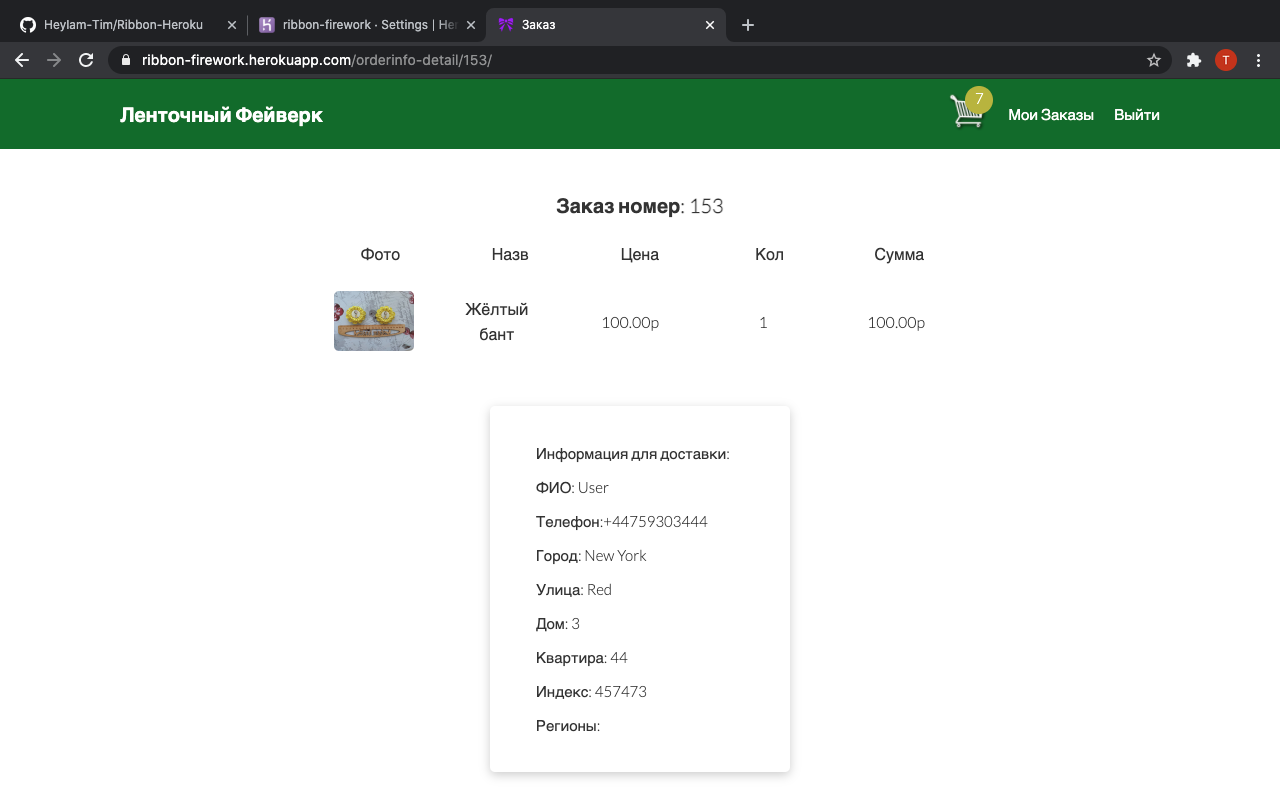 Heylam-Tim/Ribbon-Heroku
ribbon-firework · Settings | Her
Заказ
ribbon-firework.herokuapp.com/orderinfo-detail/153/
T
Ленточный Фейверк
7
Мои Заказы
Выйти
Заказ номер: 153
Фото Назв Цена Кол Сумма
Жёлтый
бант
100.00р 1 100.00р
Информация для доставки:
ФИО: User
Телефон:+44759303444
Город: New York
Улица: Red
Дом: 3
Квартира: 44
Индекс: 457473
Регионы: